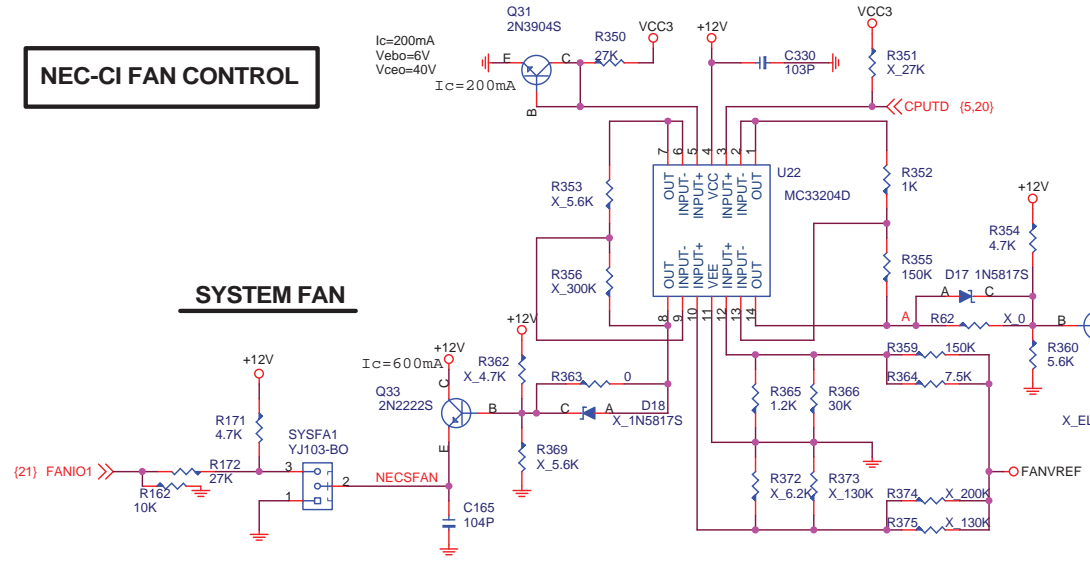 NEC-CI FAN CONTROL
Q31
2N3904S
Ic=200mA
Vebo=6V
Vceo=40V
Ic=200mA
E
C
B
R350
27K
VCC3
+12V
C330
103P
VCC3
R351
X_27K
CPUTD {5,20}
7
6
5
4
3
2
1
OUT
INPUT-
INPUT+
VCC
INPUT+
INPUT-
OUT
U22
MC33204D
OUT
INPUT-
INPUT+
VEE
INPUT+
INPUT-
OUT
8
9
10
11
12
13
14
R353
X_5.6K
R356
X_300K
R352
1K
R355
150K
+12V
R354
4.7K
D17 1N5817S
A
C
A
R62
X_0
B
R360
5.6K
X_EL
SYSTEM FAN
+12V
Ic=600mA
Q33
2N2222S
C
B
E
+12V
R362
X_4.7K
R363
0
C
A
D18
X_1N5817S
R369
X_5.6K
+12V
R171
4.7K
SYSFA1
YJ103-BO
3
2
1
{21} FANIO1
R172
27K
R162
10K
NECSFAN
C165
104P
R359
150K
R364
7.5K
R365
1.2K
R366
30K
R372
X_6.2K
R373
X_130K
R374
X_200K
R375
X_130K
FANVREF